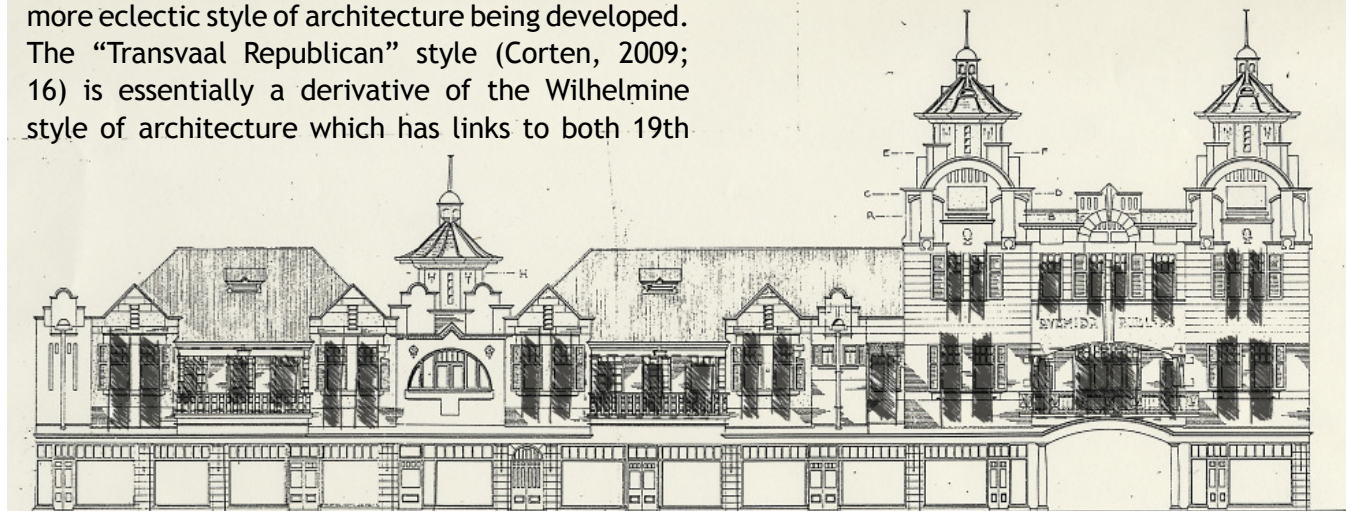 more eclectic style of architecture being developed.
The “Transvaal Republican” style (Corten, 2009;
16) is essentially a derivative of the Wilhelmine
style of architecture which has links to both 19th
E
F
C
D
A
B
H